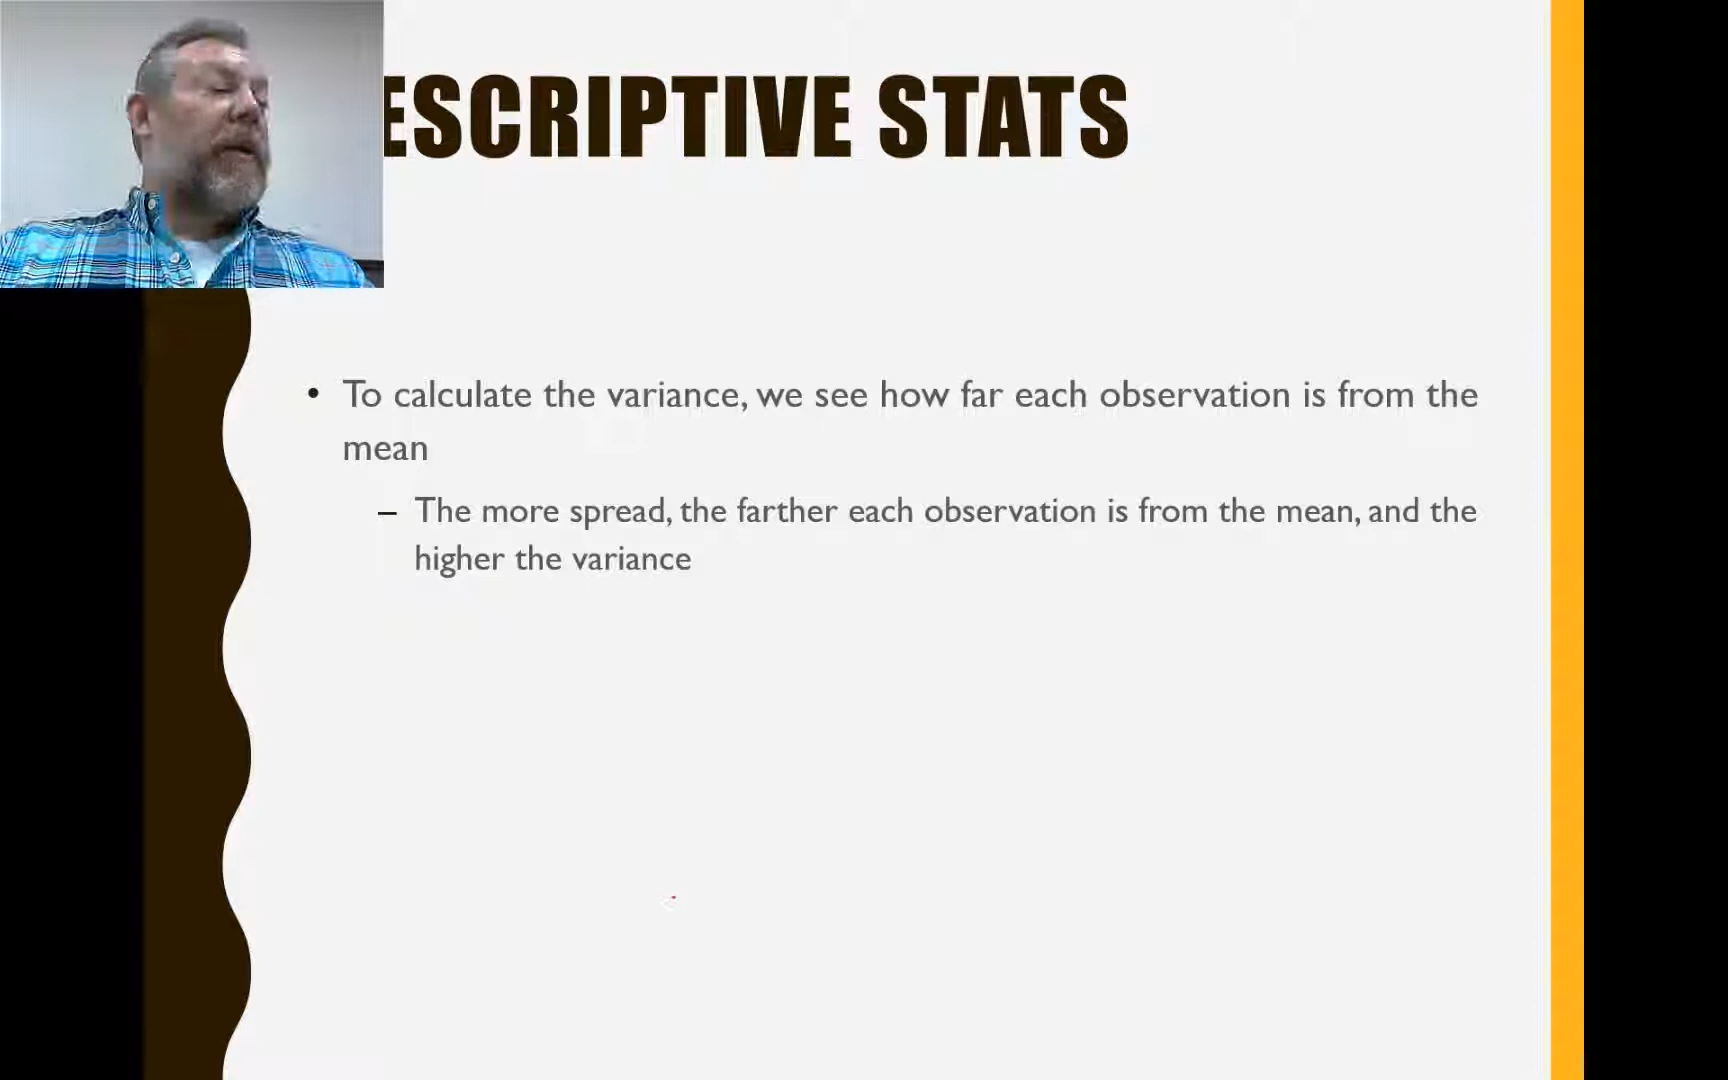 ESCRIPTIVE STATS
• To calculate the variance, we see how far each observation is from the
mean
– The more spread, the farther each observation is from the mean, and the
higher the variance